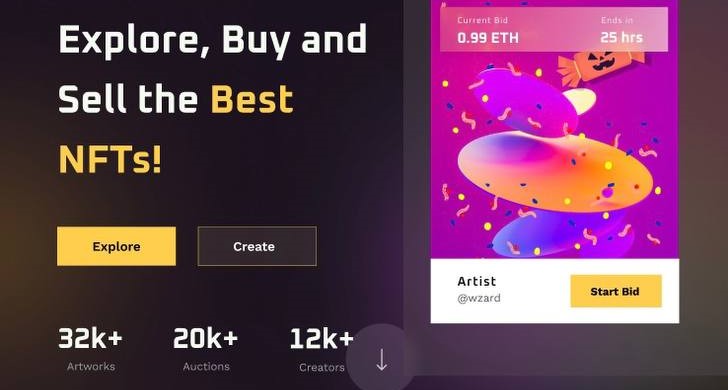 Explore, Buy and
Sell the Best
NFTs!
Explore
Create
32k+
Artworks
20k+
Auctions
12k+
Creators
Current Bid
0.99 ETH
Ends in
25 hrs
Artist
@wzard
Start Bid